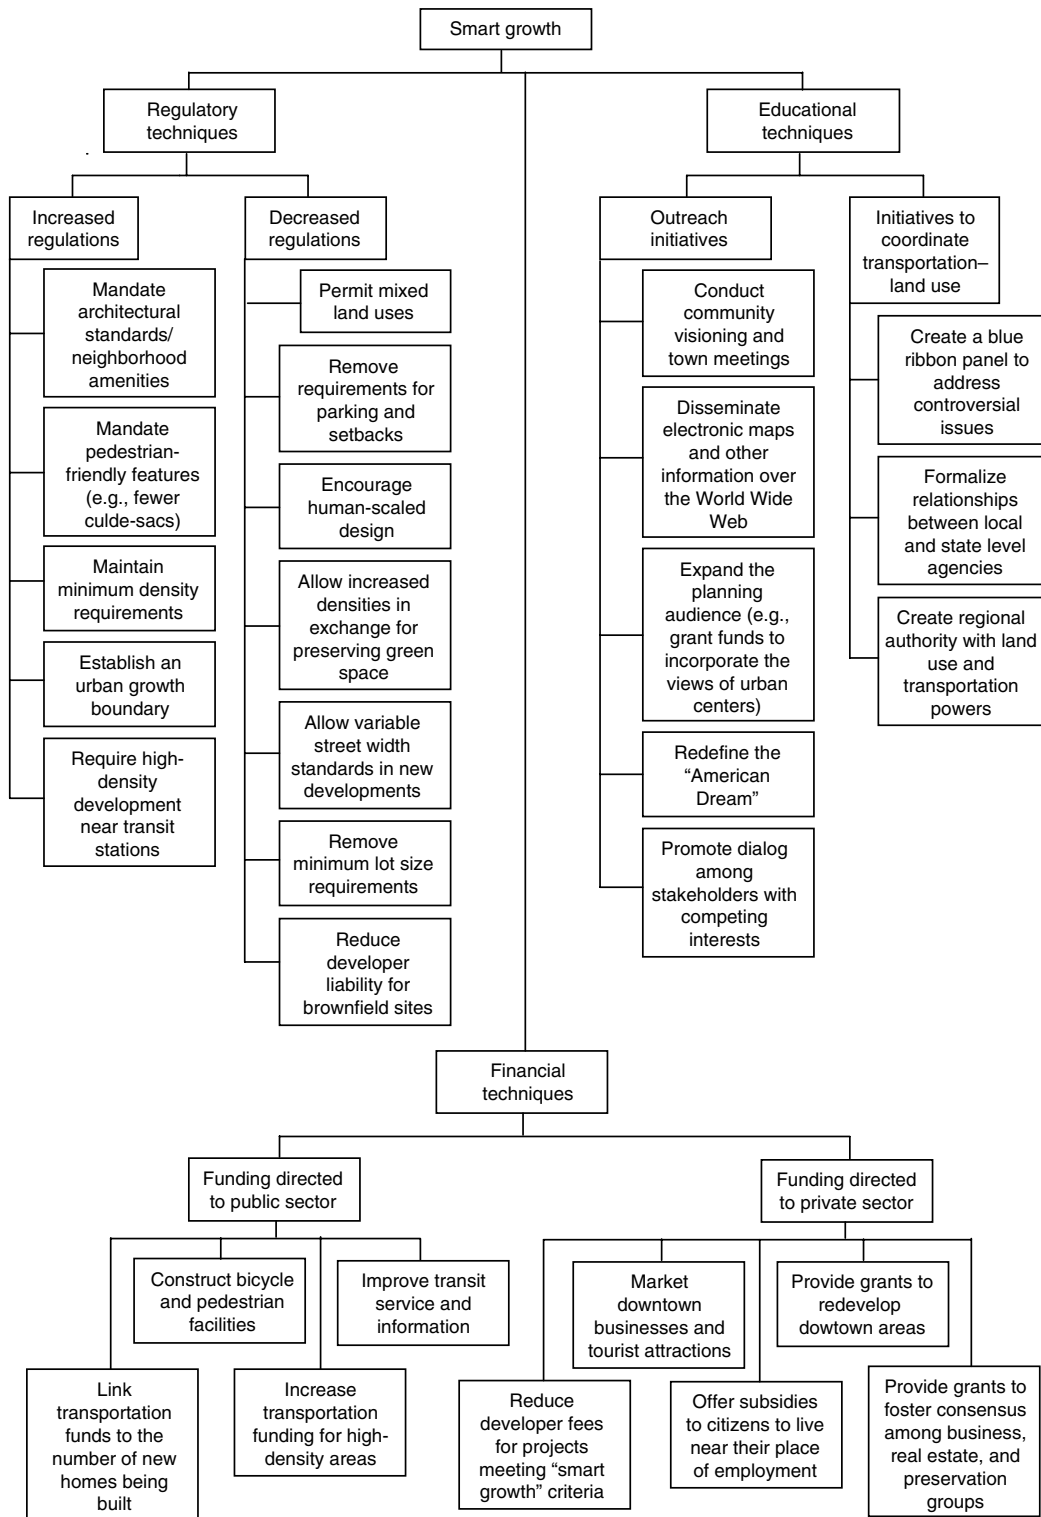 Smart growth
Regulatory
techniques
Educational
techniques
Increased
regulations
Decreased
regulations
Outreach
initiatives
Initiatives to
coordinate
transportation–
land use
Mandate
architectural
standards/
neighborhood
amenities
Mandate
pedestrian-
friendly features
(e.g., fewer
culde-sacs)
Maintain
minimum density
requirements
Establish an
urban growth
boundary
Require high-
density
development
near transit
stations
Permit mixed
land uses
Remove
requirements for
parking and
setbacks
Encourage
human-scaled
design
Allow increased
densities in
exchange for
preserving green
space
Allow variable
street width
standards in new
developments
Remove
minimum lot size
requirements
Reduce
developer
liability for
brownfield sites
Conduct
community
visioning and
town meetings
Disseminate
electronic maps
and other
information over
the World Wide
Web
Expand the
planning
audience (e.g.,
grant funds to
incorporate the
views of urban
centers)
Redefine the
“American
Dream”
Promote dialog
among
stakeholders with
competing
interests
Create a blue
ribbon panel to
address
controversial
issues
Formalize
relationships
between local
and state level
agencies
Create regional
authority with land
use and
transportation
powers
Financial
techniques
Funding directed
to public sector
Funding directed
to private sector
Construct bicycle
and pedestrian
facilities
Improve transit
service and
information
Link
transportation
funds to the
number of new
homes being
built
Increase
transportation
funding for high-
density areas
Market
downtown
businesses and
tourist attractions
Provide grants to
redevelop
dowtown areas
Reduce
developer fees
for projects
meeting “smart
growth” criteria
Offer subsidies
to citizens to live
near their place
of employment
Provide grants to
foster consensus
among business,
real estate, and
preservation
groups